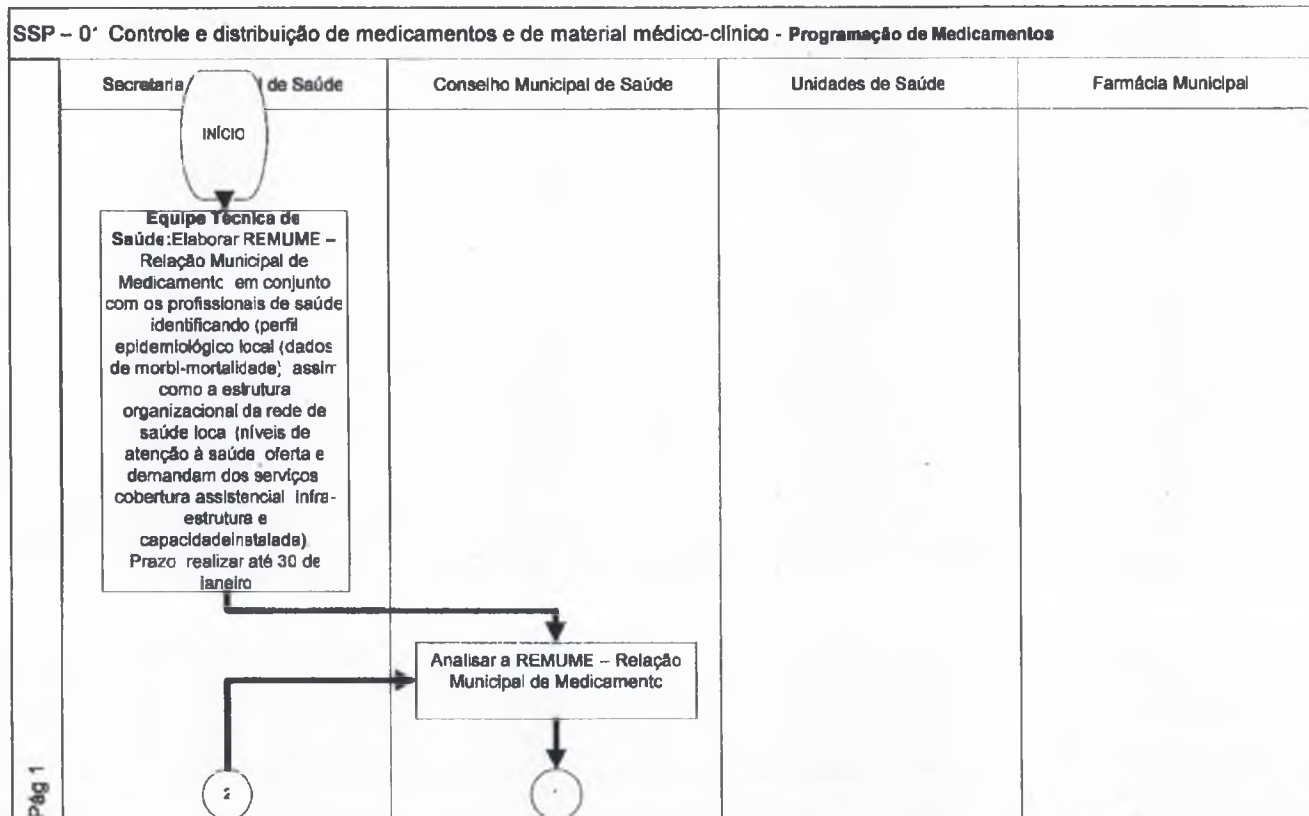 SSP – 0' Controle e distribuição de medicamentos e de material médico-clínico - Programação de Medicamentos
Secretaria de Saúde
Conselho Municipal de Saúde
Unidades de Saúde
Farmácia Municipal
INÍCIO
Equipe Técnica de
Saúde:Elaborar REMUME –
Relação Municipal de
Medicamento em conjunto
com os profissionais de saúde
identificando (perfil
epidemiológico local (dados
de morbi-mortalidade) assim
como a estrutura
organizacional da rede de
saúde loca (níveis de
atenção à saúde oferta e
demandam dos serviços
cobertura assistencial infra-
estrutura e
capacidadeinstalada)
Prazo realizar até 30 de
janeiro
Analisar a REMUME – Relação
Municipal de Medicamento
2
Pág 1